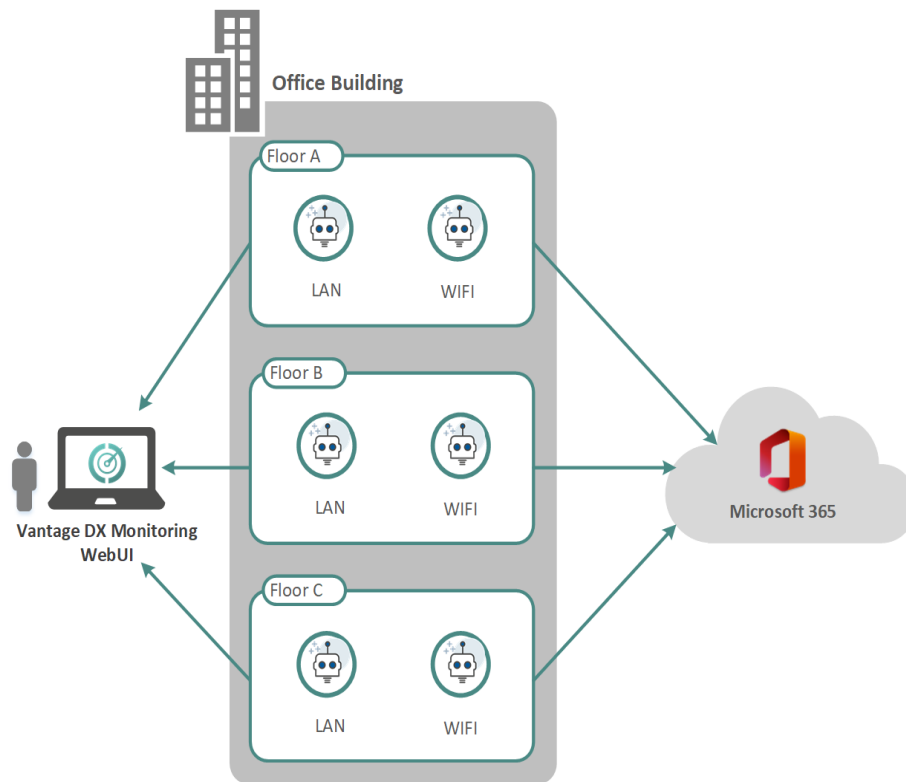 Office Building
Floor A
LAN
WIFI
Floor B
LAN
WIFI
Vantage DX Monitoring
WebUI
Microsoft 365
Floor C
LAN
WIFI